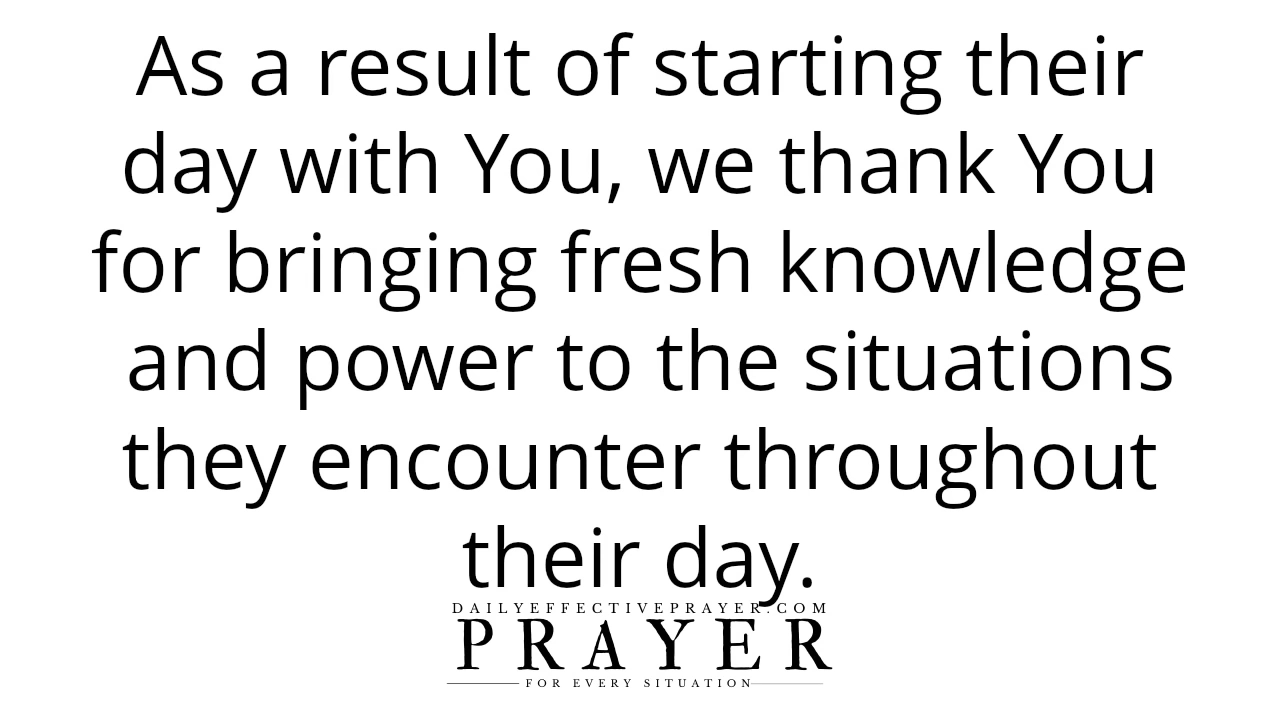 As a result of starting their
day with You, we thank You
for bringing fresh knowledge
and power to the situations
they encounter throughout
their day.
DAILYEFFECTIVEPRAYER.COM
PRAYER
FOR EVERY SITUATION